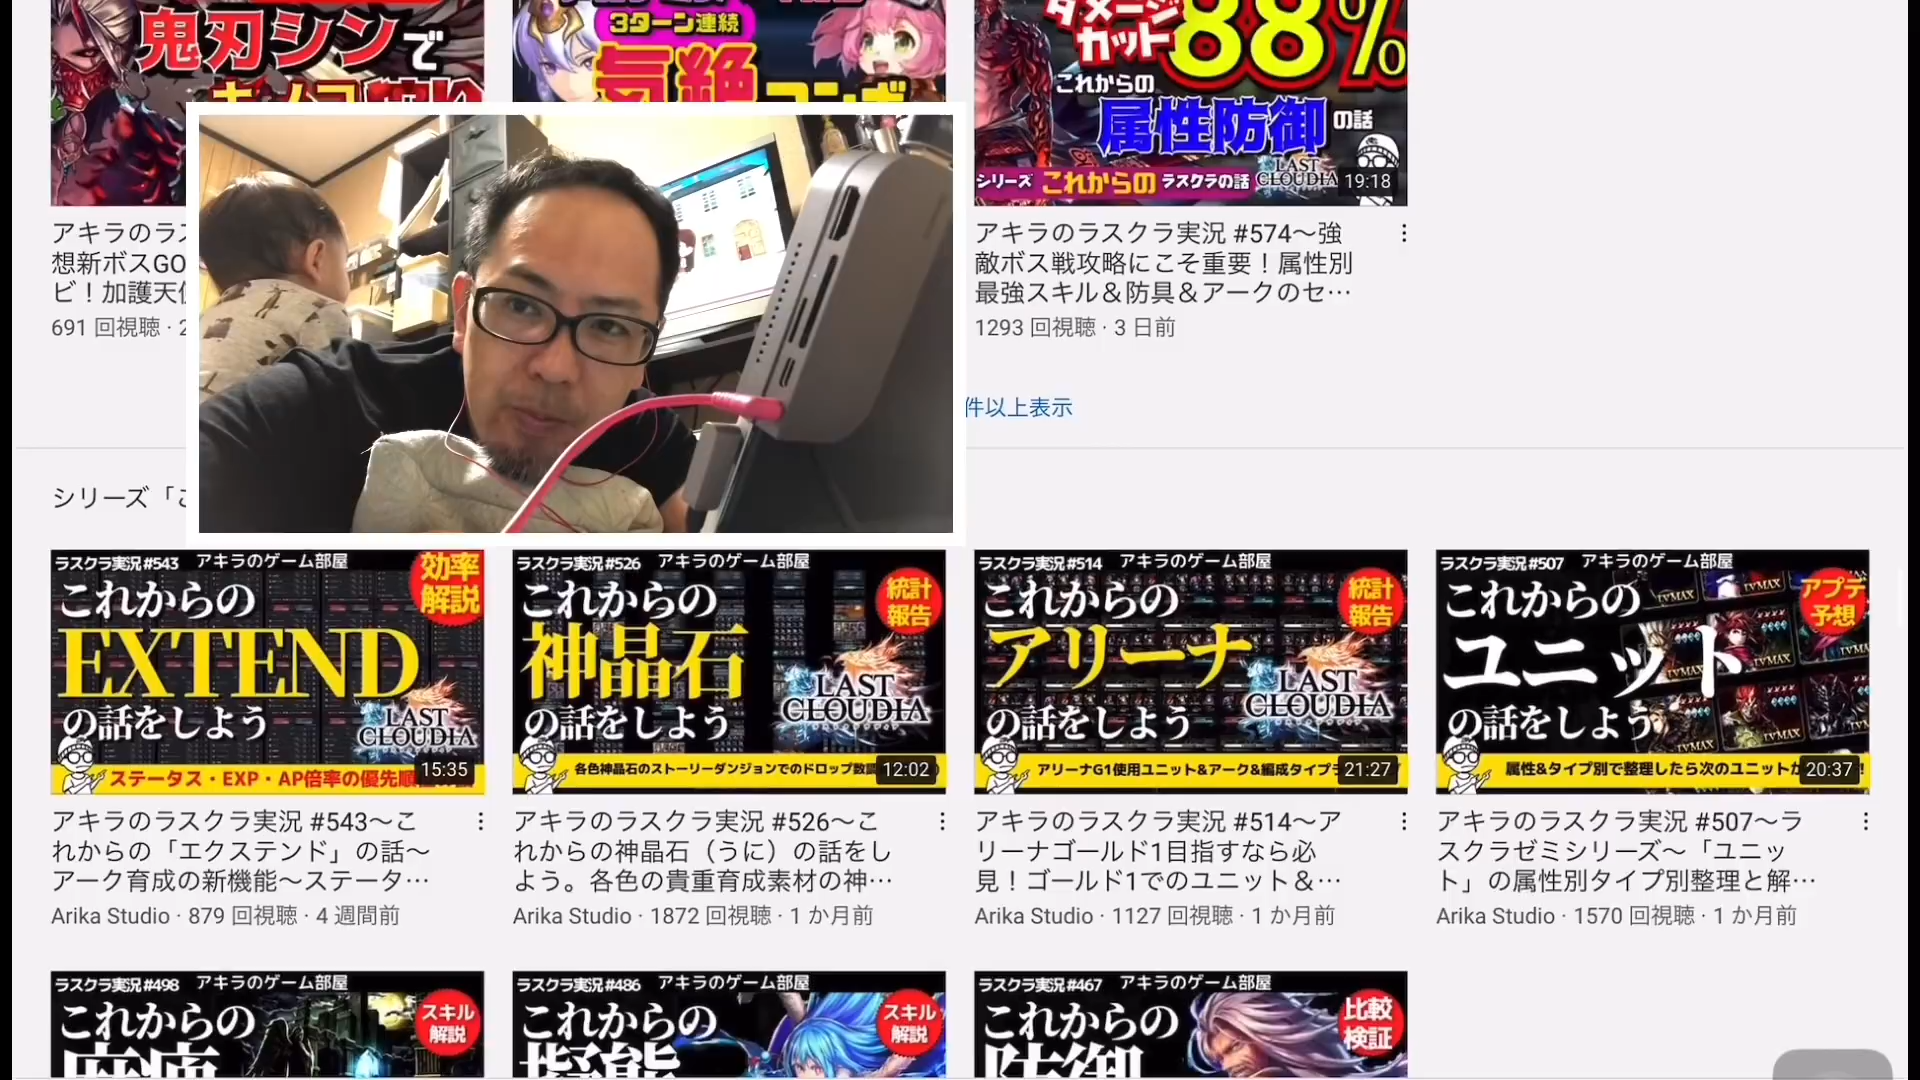 鬼刃シンで
3ターン連続
気絶コンボ
ダメージ
カット88%
これからの
属性防御の話
シリーズ これからの ラスクラの話
LAST CLOUDIA
19:18
アキラのラス
想新ボスGO
ビ！加護天使
691 回視聴 · 2
アキラのラスクラ実況 #574〜強
敵ボス戦攻略にこそ重要！属性別
最強スキル＆防具＆アークのセ…
1293 回視聴 · 3 日前
件以上表示
シリーズ「こ
ラスクラ実況#543 アキラのゲーム部屋
効率
解説
これからの
EXTEND
の話をしよう
LAST CLOUDIA
ステータス・EXP・AP倍率の優先順
15:35
アキラのラスクラ実況 #543〜こ
れからの「エクステンド」の話〜
アーク育成の新機能〜ステータ…
Arika Studio · 879 回視聴 · 4 週間前
ラスクラ実況#526 アキラのゲーム部屋
統計
報告
これからの
神晶石
の話をしよう
LAST CLOUDIA
各色神晶石のストーリーダンジョンでのドロップ数
12:02
アキラのラスクラ実況 #526〜こ
れからの神晶石（うに）の話をし
よう。各色の貴重育成素材の神…
Arika Studio · 1872 回視聴 · 1 か月前
ラスクラ実況#514 アキラのゲーム部屋
統計
報告
これからの
アリーナ
の話をしよう
LAST CLOUDIA
アリーナG1使用ユニット&アーク&編成タイプ
21:27
アキラのラスクラ実況 #514〜ア
リーナゴールド1目指すなら必
見！ゴールド1でのユニット＆…
Arika Studio · 1127 回視聴 · 1 か月前
ラスクラ実況#507 アキラのゲーム部屋
アプデ
予想
これからの
ユニット
の話をしよう
LVMAX
LVMAX
LVMAX
LVMAX
LVMAX
属性&タイプ別で整理したら次のユニットが
20:37
アキラのラスクラ実況 #507〜ラ
スクラゼミシリーズ〜「ユニッ
ト」の属性別タイプ別整理と解…
Arika Studio · 1570 回視聴 · 1 か月前
ラスクラ実況#498 アキラのゲーム部屋
スキル
解説
これからの
ラスクラ実況#486 アキラのゲーム部屋
スキル
解説
これからの
擬態
ラスクラ実況#467 アキラのゲーム部屋
比較
検証
これからの
防御